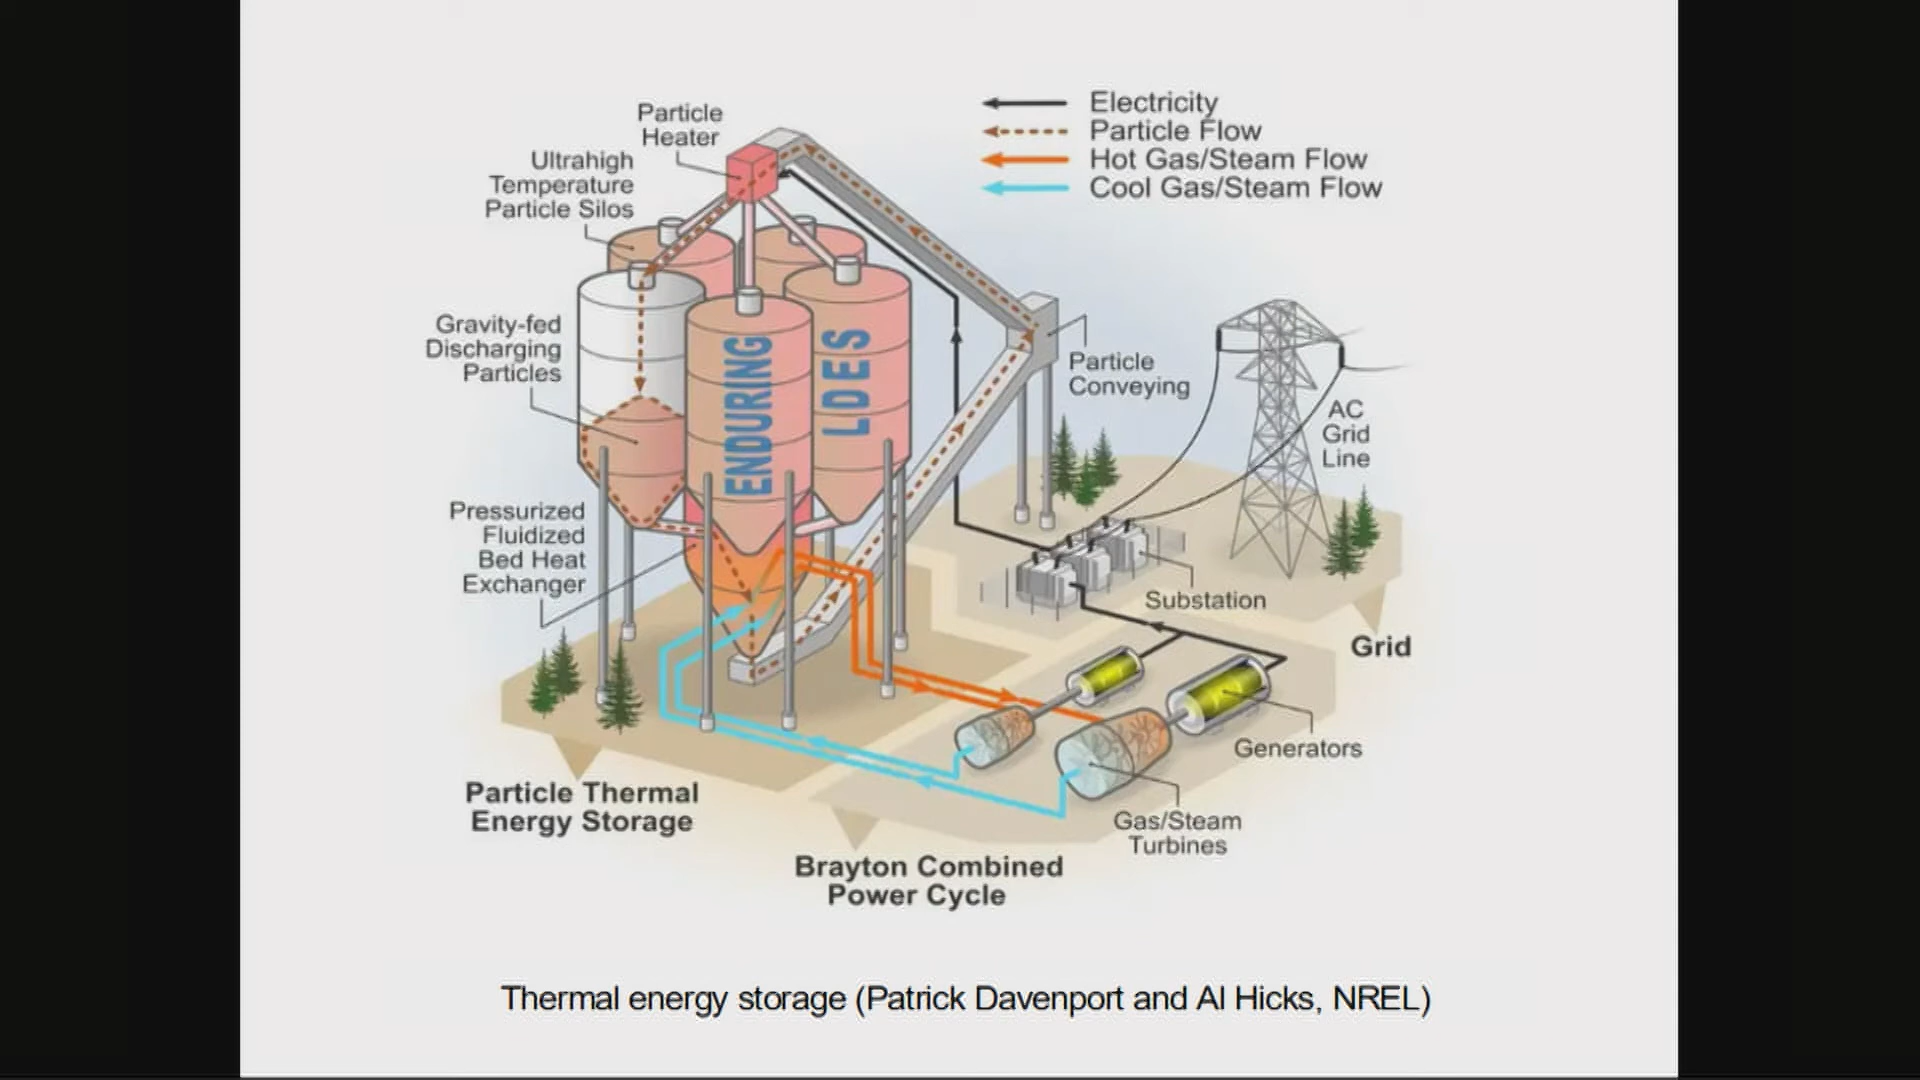 Particle
Heater
Ultrahigh
Temperature
Particle Silos
Electricity
Particle Flow
Hot Gas/Steam Flow
Cool Gas/Steam Flow
Gravity-fed
Discharging
Particles
ENDURING
LDES
Particle
Conveying
AC
Grid
Line
Pressurized
Fluidized
Bed Heat
Exchanger
Substation
Grid
Generators
Gas/Steam
Turbines
Particle Thermal
Energy Storage
Brayton Combined
Power Cycle
Thermal energy storage (Patrick Davenport and Al Hicks, NREL)